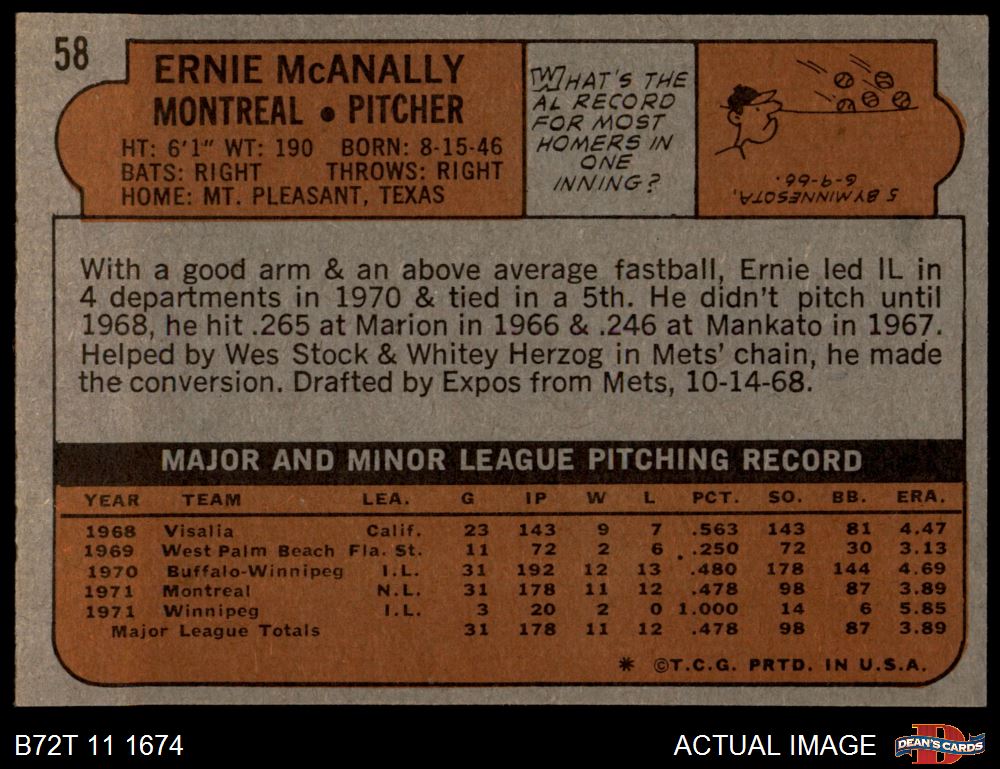 58
ERNIE McANALLY
MONTREAL • PITCHER
HT: 6'1" WT: 190 BORN: 8-15-46
BATS: RIGHT THROWS: RIGHT
HOME: MT. PLEASANT, TEXAS
WHAT'S THE
AL RECORD
FOR MOST
HOMERS IN
ONE
INNING?
5 BY MINNESOTA,
6-9-66.
With a good arm & an above average fastball, Ernie led IL in
4 departments in 1970 & tied in a 5th. He didn't pitch until
1968, he hit .265 at Marion in 1966 & .246 at Mankato in 1967.
Helped by Wes Stock & Whitey Herzog in Mets' chain, he made
the conversion. Drafted by Expos from Mets, 10-14-68.
MAJOR AND MINOR LEAGUE PITCHING RECORD
YEAR TEAM LEA. G IP W L PCT. SO. BB. ERA.
1968 Visalia Calif. 23 143 9 7 .563 143 81 4.47
1969 West Palm Beach Fla. St. 11 72 2 6 .250 72 30 3.13
1970 Buffalo-Winnipeg I.L. 31 192 12 13 .480 178 144 4.69
1971 Montreal N.L. 31 178 11 12 .478 98 87 3.89
1971 Winnipeg I.L. 3 20 2 0 1.000 14 6 5.85
Major League Totals 31 178 11 12 .478 98 87 3.89
* ©T.C.G. PRTD. IN U.S.A.
B72T 11 1674
ACTUAL IMAGE
D
DEAN'S CARDS